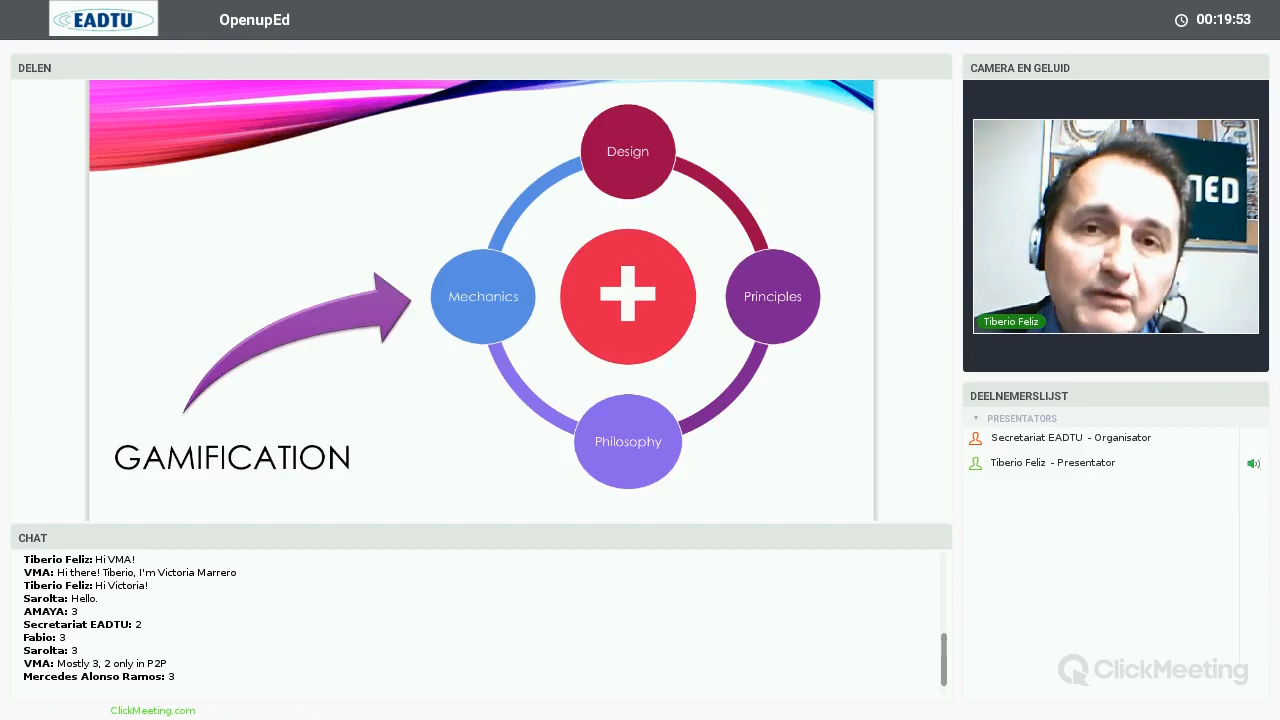 EADTU
OpenupEd
00:19:53
DELEN
Design
Mechanics
Principles
Philosophy
GAMIFICATION
CAMERA EN GELUID
NED
Tiberio Feliz
DEELNEMERSLIJST
PRESENTATORS
Secretariat EADTU - Organisator
Tiberio Feliz - Presentator
CHAT
Tiberio Feliz: Hi VMA!
VMA: Hi there! Tiberio, I'm Victoria Marrero
Tiberio Feliz: Hi Victoria!
Sarolta: Hello.
AMAYA: 3
Secretariat EADTU: 2
Fabio: 3
Sarolta: 3
VMA: Mostly 3, 2 only in P2P
Mercedes Alonso Ramos: 3
ClickMeeting
ClickMeeting.com